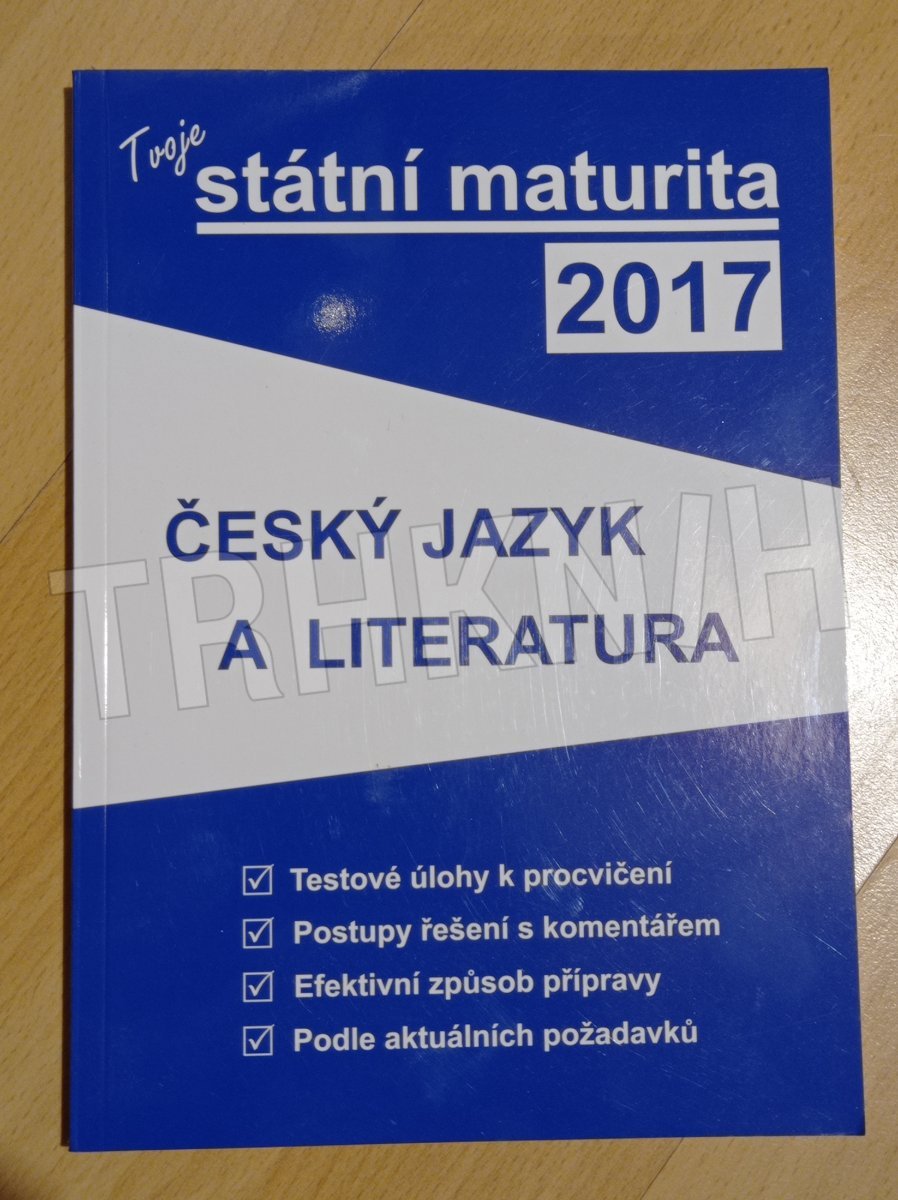 Tvoje
státní maturita
2017
ČESKÝ JAZYK
A LITERATURA
TRHKNIH
Testové úlohy k procvičení
Postupy řešení s komentářem
Efektivní způsob přípravy
Podle aktuálních požadavků